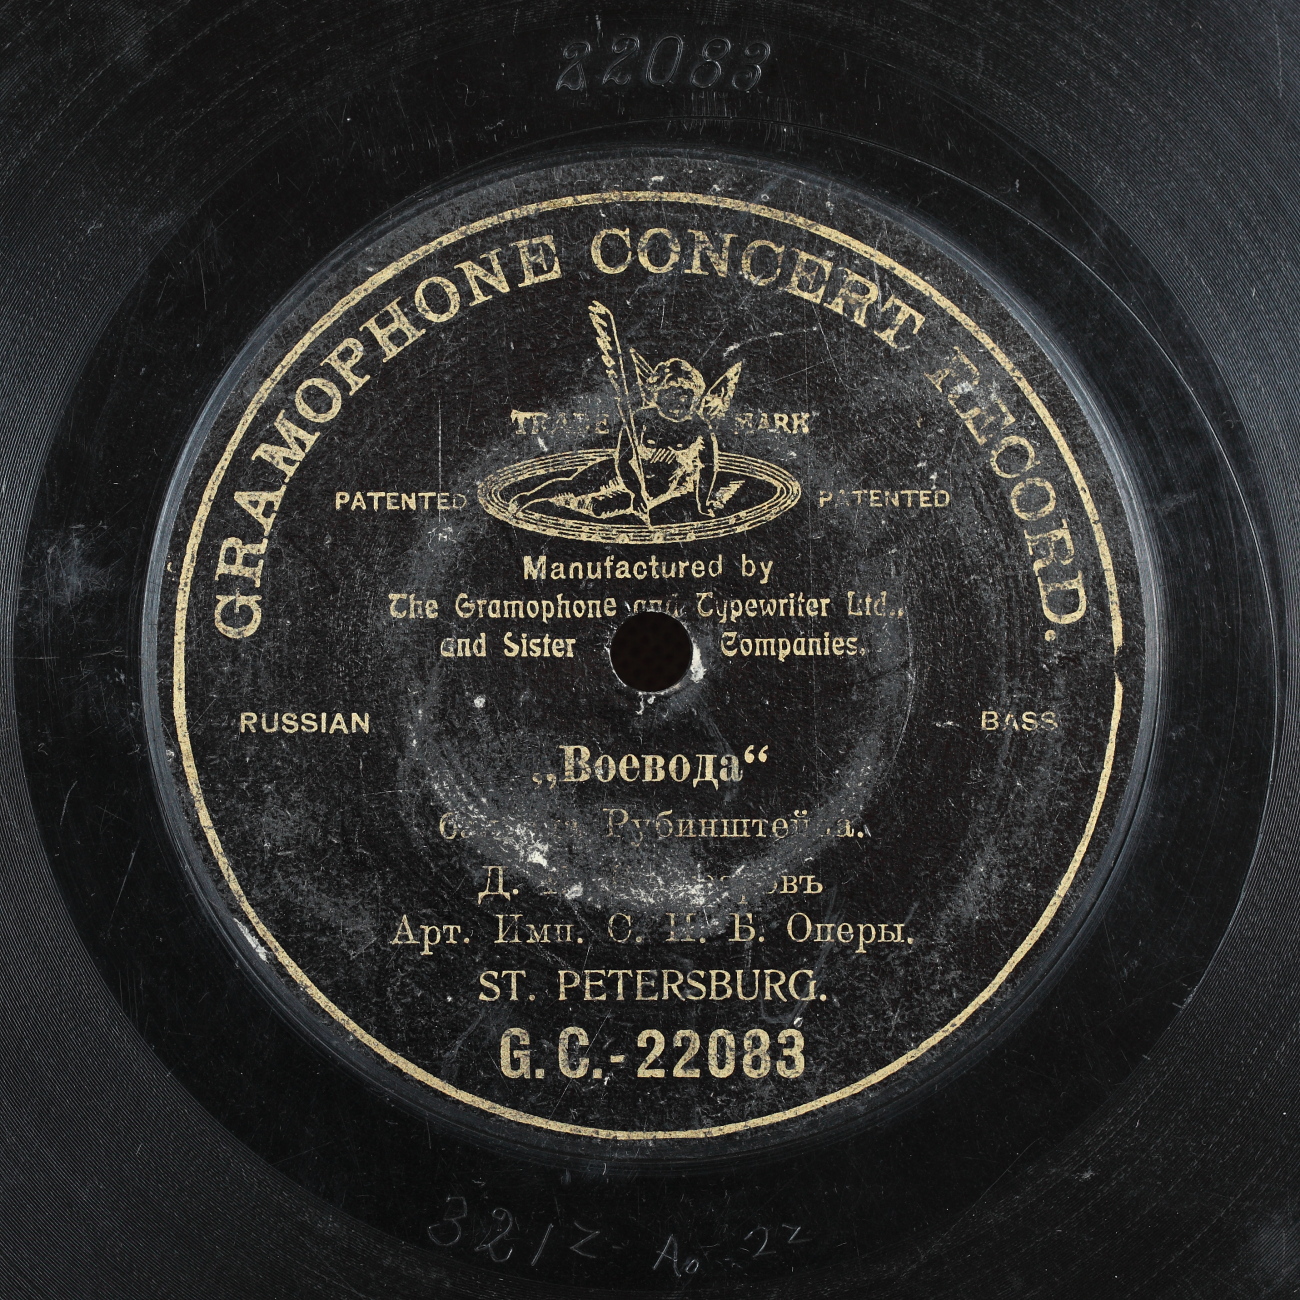 22083
GRAMOPHONE CONCERT RECORD.
TRADE MARK
PATENTED PATENTED
Manufactured by
The Gramophone and Typewriter Ltd.,
and Sister Companies.
RUSSIAN BASS
„Воевода“
Рубинштейна.
Д.
Арт. Имп. С. П. Б. Оперы.
ST. PETERSBURG.
G.C.-22083